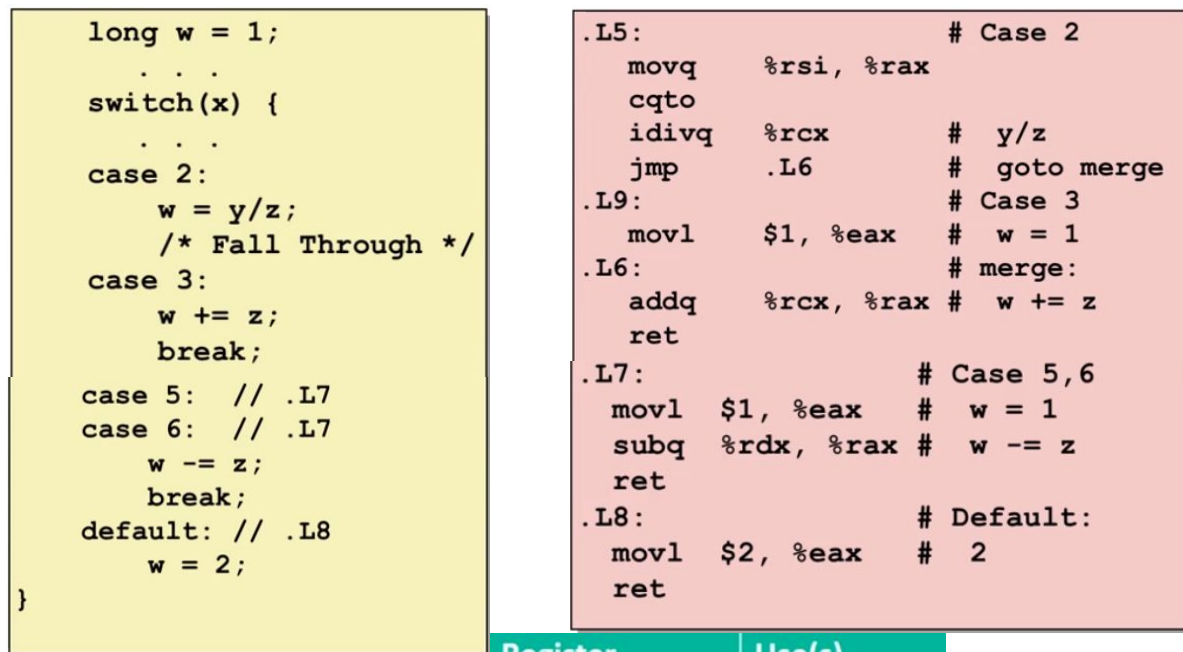 long w = 1;
. . .
switch(x) {
. . .
case 2:
w = y/z;
/* Fall Through */
case 3:
w += z;
break;
case 5:  // .L7
case 6:  // .L7
w -= z;
break;
default: // .L8
w = 2;
}
.L5: # Case 2
movq %rsi, %rax
cqto
idivq %rcx # y/z
jmp .L6 # goto merge
.L9: # Case 3
movl $1, %eax # w = 1
.L6: # merge:
addq %rcx, %rax # w += z
ret
.L7: # Case 5,6
movl $1, %eax # w = 1
subq %rdx, %rax # w -= z
ret
.L8: # Default:
movl $2, %eax # 2
ret
Register Use(s)